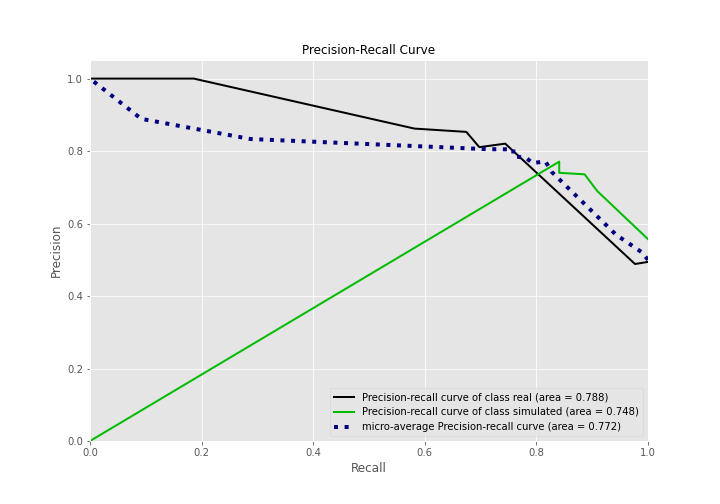 Precision-Recall Curve
1.0
0.8
0.6
0.4
0.2
0.0
Precision
0.0 0.2 0.4 0.6 0.8 1.0
Recall
Precision-recall curve of class real (area = 0.788)
Precision-recall curve of class simulated (area = 0.748)
micro-average Precision-recall curve (area = 0.772)